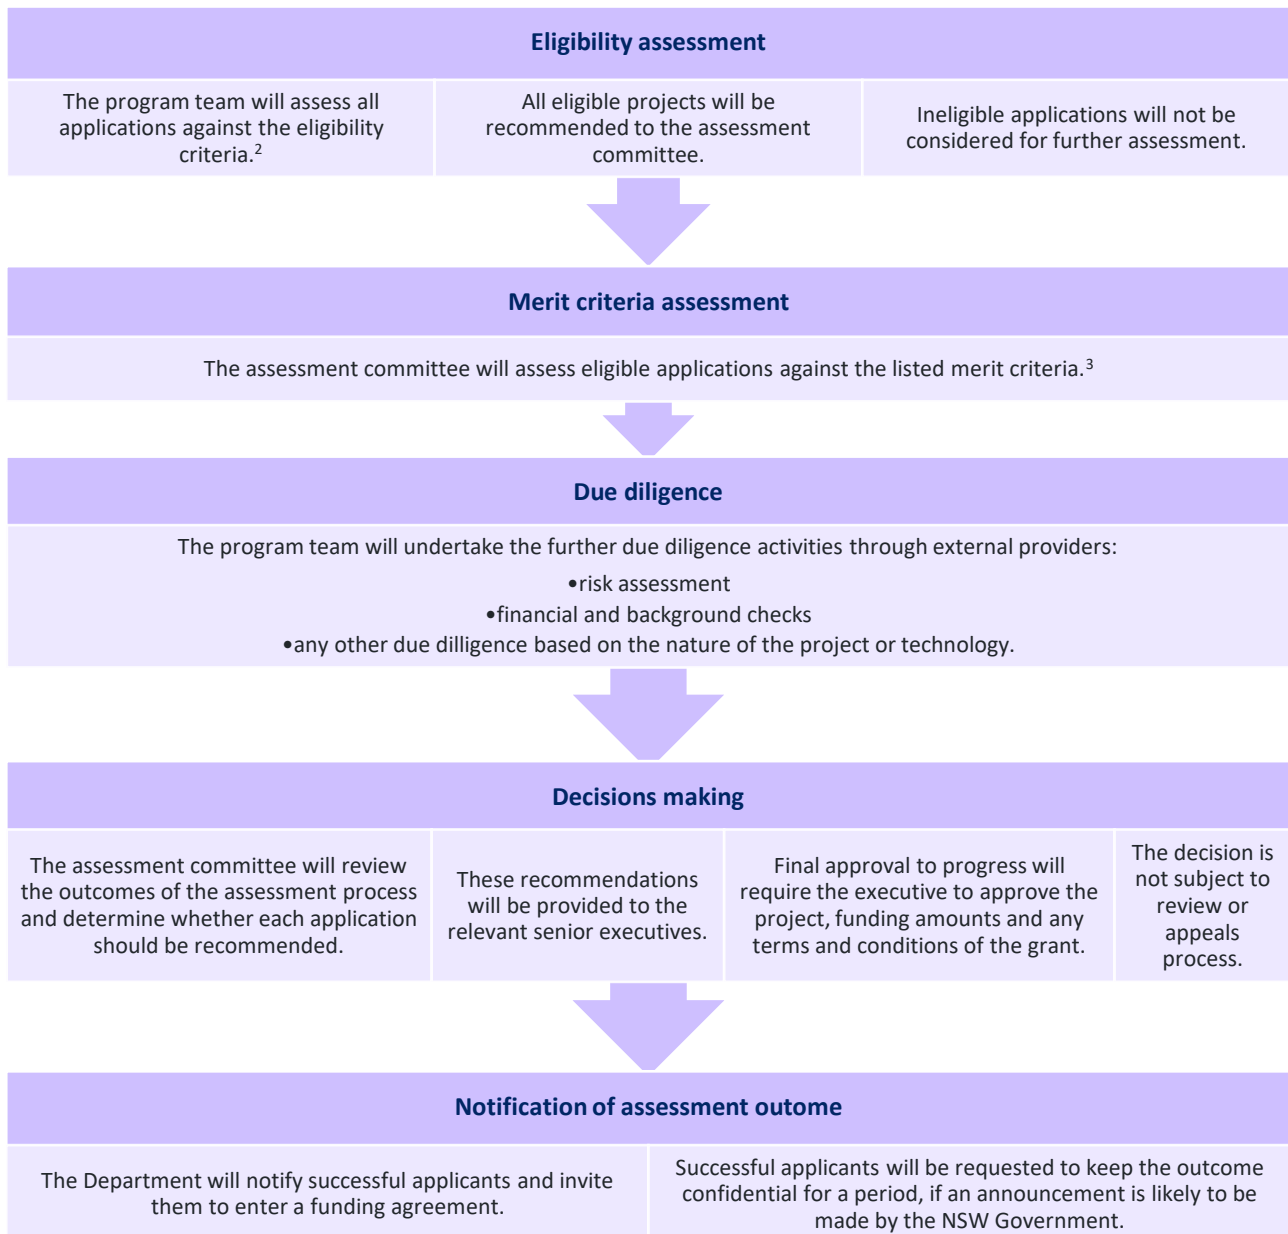 Eligibility assessment
The program team will assess all
applications against the eligibility
criteria.²
All eligible projects will be
recommended to the assessment
committee.
Ineligible applications will not be
considered for further assessment.
Merit criteria assessment
The assessment committee will assess eligible applications against the listed merit criteria.³
Due diligence
The program team will undertake the further due diligence activities through external providers:
•risk assessment
•financial and background checks
•any other due dilligence based on the nature of the project or technology.
Decisions making
The assessment committee will review
the outcomes of the assessment process
and determine whether each application
should be recommended.
These recommendations
will be provided to the
relevant senior executives.
Final approval to progress will
require the executive to approve the
project, funding amounts and any
terms and conditions of the grant.
The decision is
not subject to
review or
appeals
process.
Notification of assessment outcome
The Department will notify successful applicants and invite
them to enter a funding agreement.
Successful applicants will be requested to keep the outcome
confidential for a period, if an announcement is likely to be
made by the NSW Government.